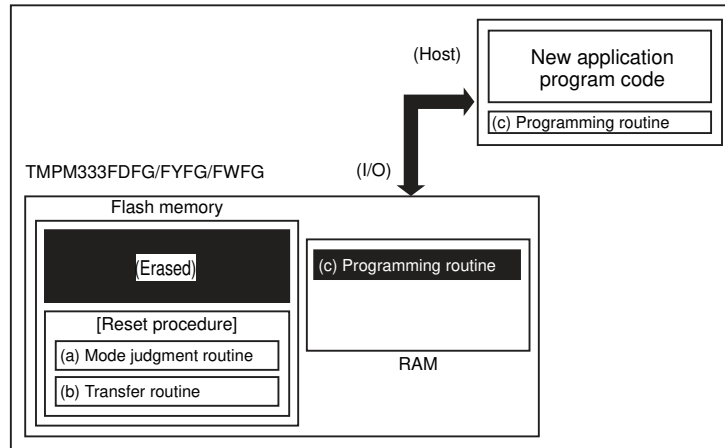 (Host)
New application
program code
(c) Programming routine
TMPM333FDFG/FYFG/FWFG
(I/O)
Flash memory
(Erased)
(c) Programming routine
[Reset procedure]
(a) Mode judgment routine
(b) Transfer routine
RAM